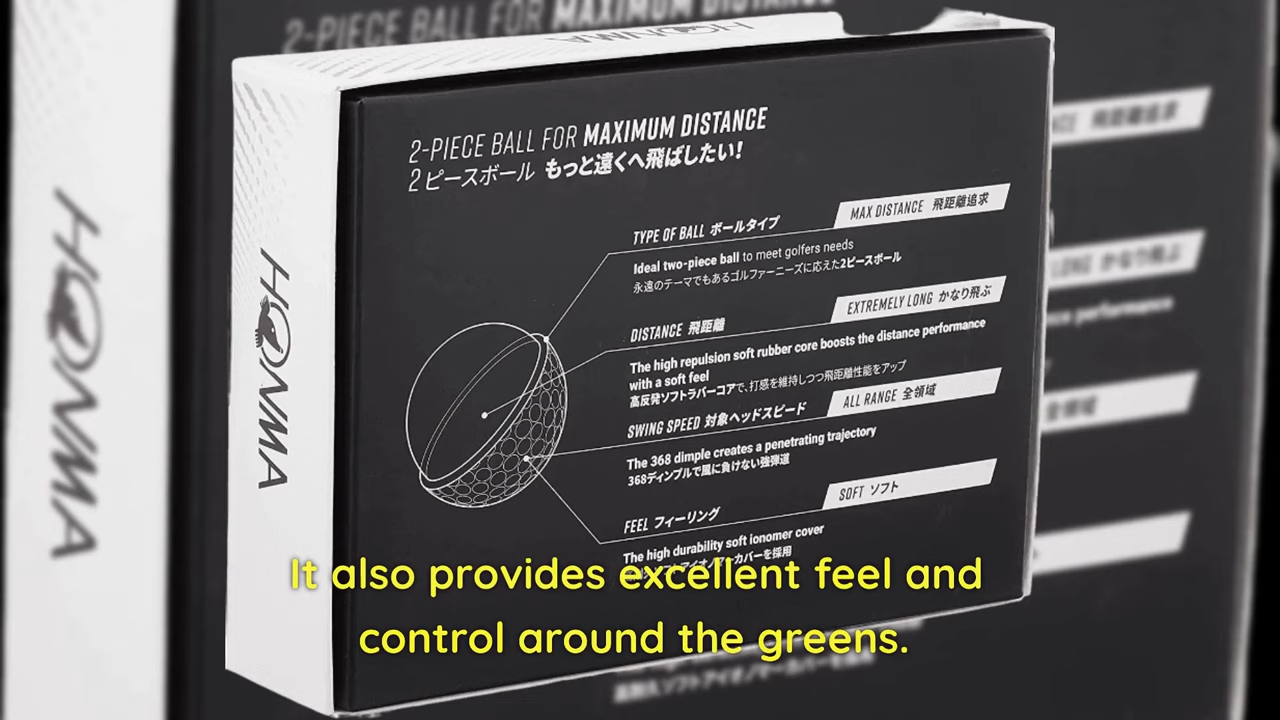 HONMA
2-PIECE BALL FOR MAXIMUM DISTANCE
2ピースボール もっと遠くへ飛ばしたい!
TYPE OF BALL ボールタイプ
MAX DISTANCE 飛距離追求
Ideal two-piece ball to meet golfers needs
永遠のテーマでもあるゴルファーニーズに応えた2ピースボール
DISTANCE 飛距離
EXTREMELY LONG かなり飛ぶ
The high repulsion soft rubber core boosts the distance performance
with a soft feel
高反発ソフトラバーコアで、打感を維持しつつ飛距離性能をアップ
SWING SPEED 対象ヘッドスピード
ALL RANGE 全領域
The 368 dimple creates a penetrating trajectory
368ディンプルで風に負けない強弾道
FEEL フィーリング
SOFT ソフト
The high durability soft ionomer cover
It also provides excellent feel and
control around the greens.